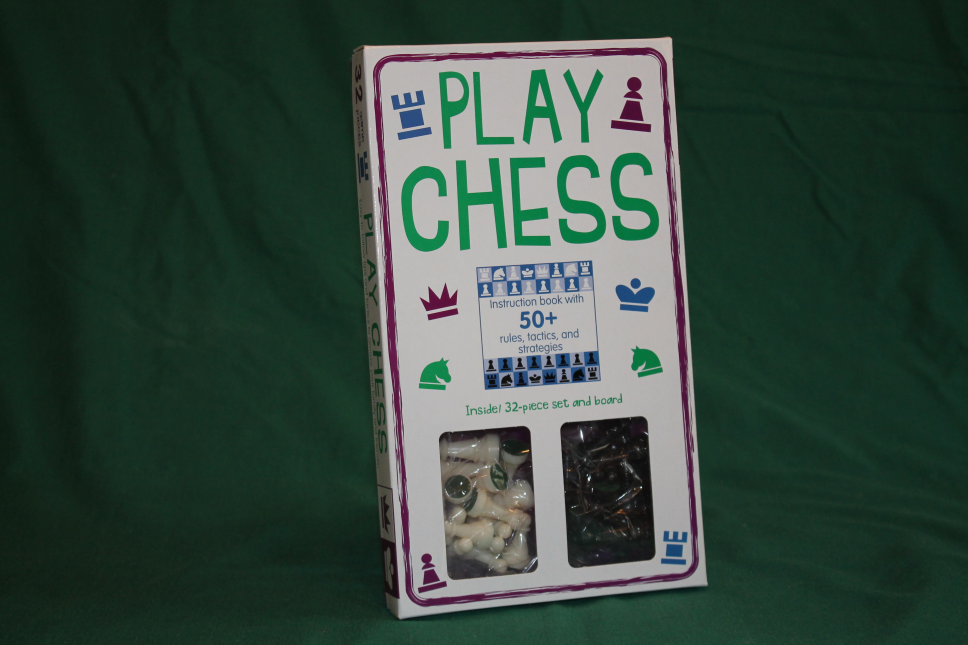 PLAY
CHESS
Instruction book with
50+
rules, tactics, and
strategies
Inside! 32-piece set and board
32
PLAY CHESS